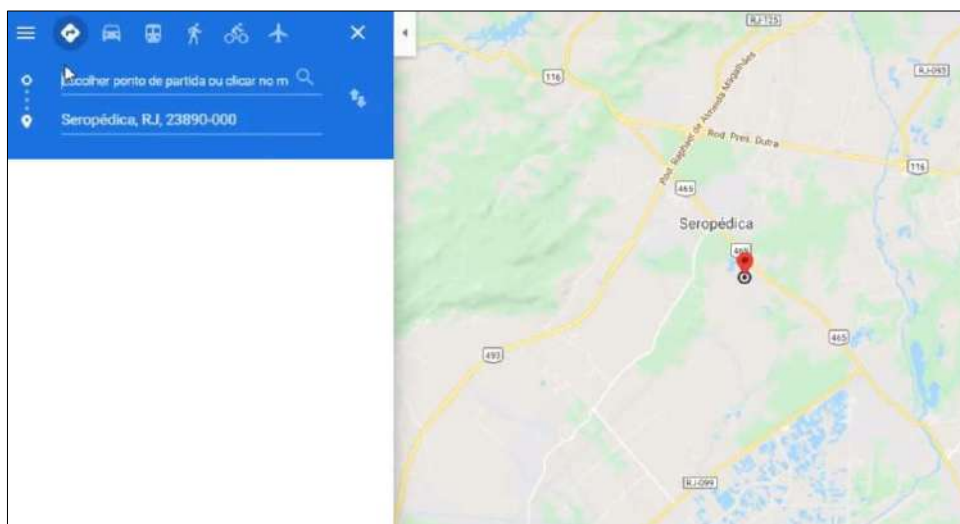 Escolher ponto de partida ou clicar no m
Seropédica, RJ, 23890-000
RJ-125
116
RJ-093
Rod. Raphael de Almeida Magalhães
Rod. Pres. Dutra
116
465
Seropédica
465
465
493
RJ-099